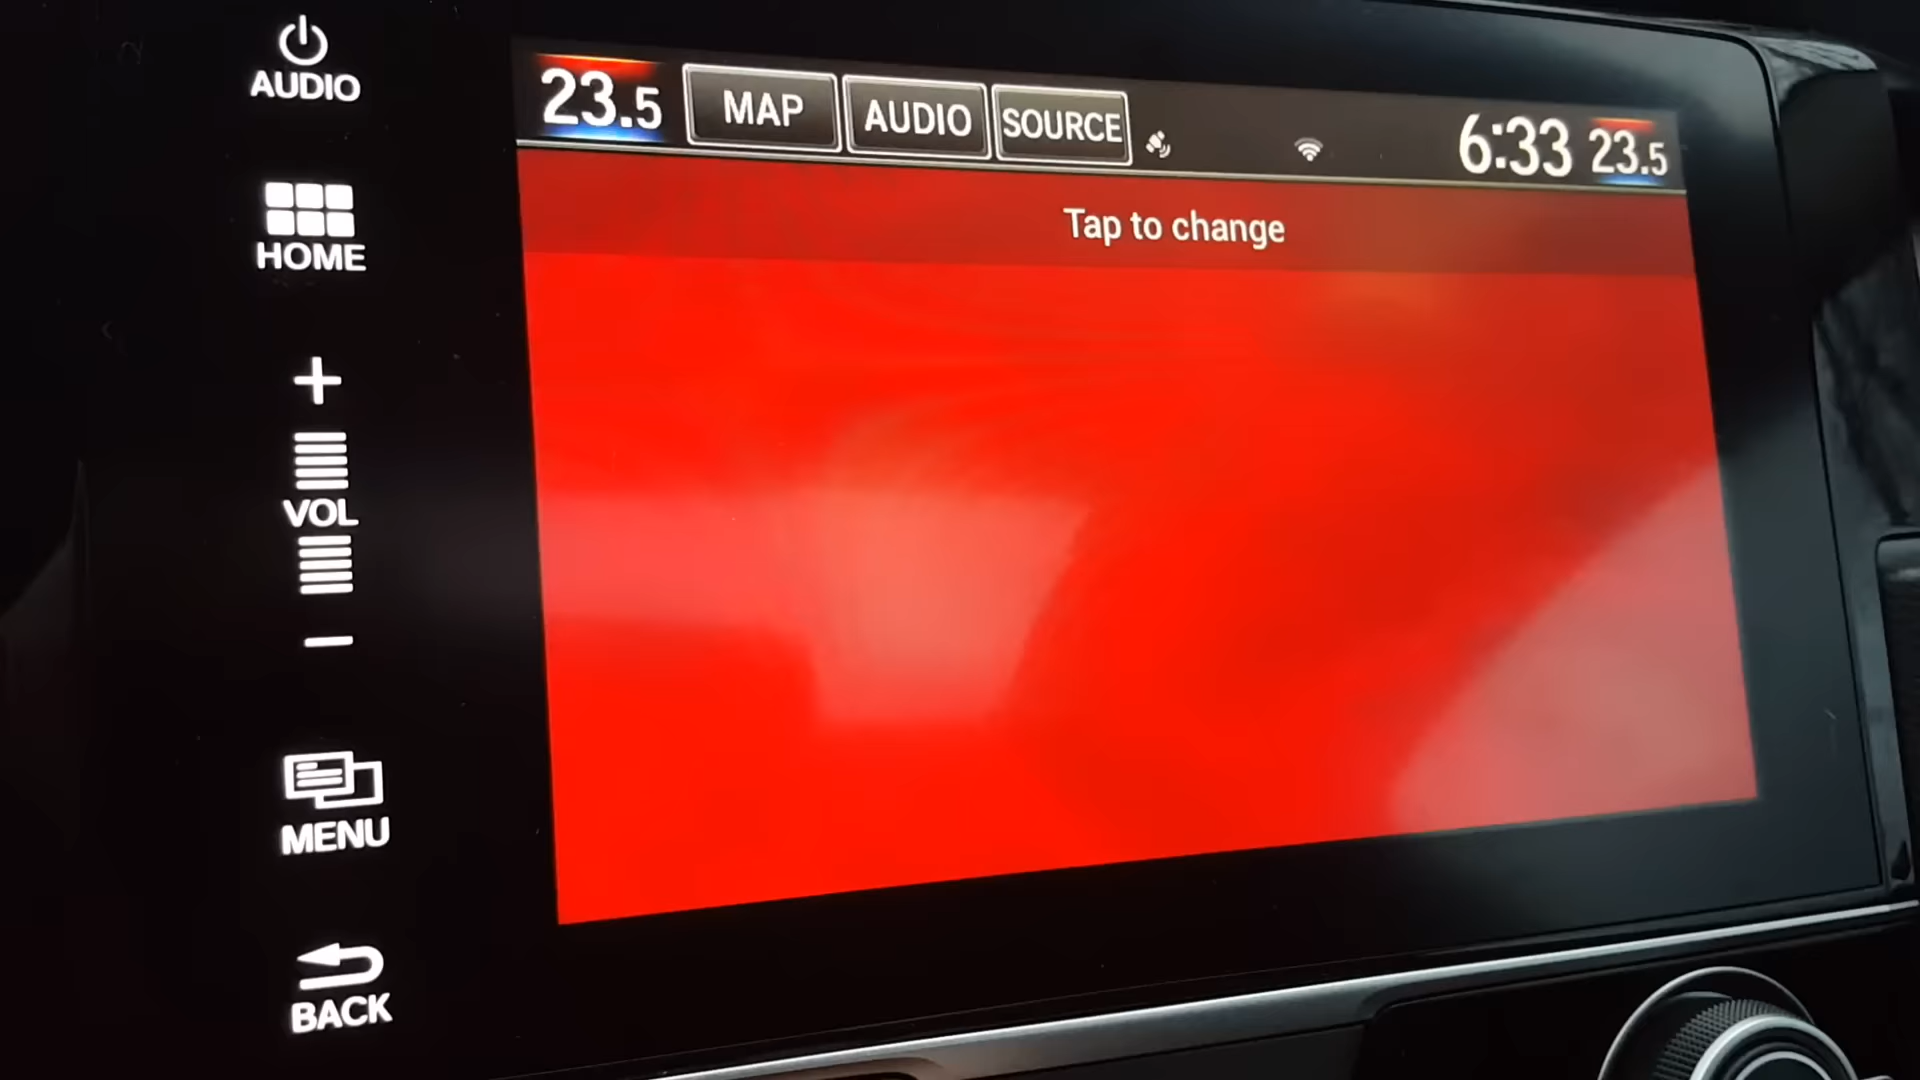 AUDIO
HOME
VOL
MENU
BACK
23.5 MAP AUDIO SOURCE 6:33 23.5
Tap to change